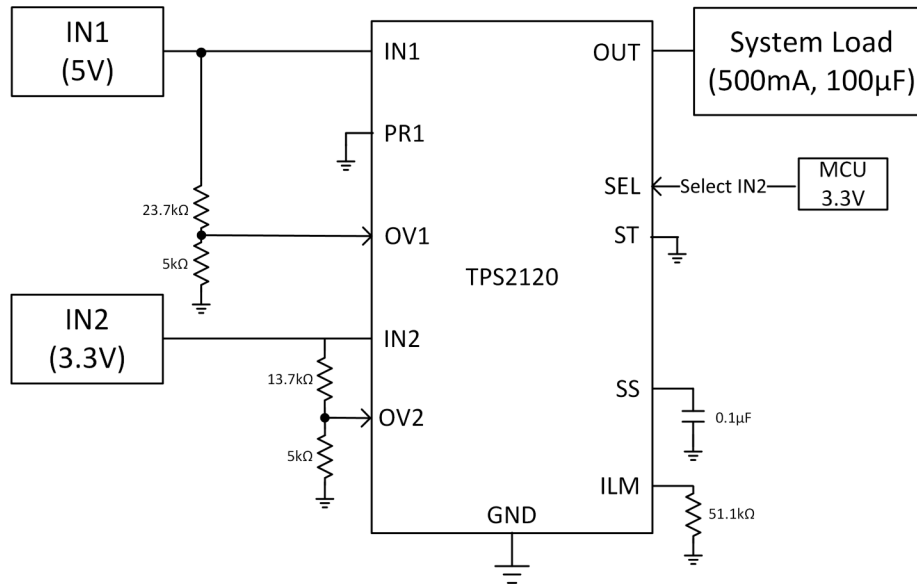 IN1
(5V)
IN1
OUT
System Load
(500mA, 100µF)
PR1
SEL
Select IN2
MCU
3.3V
23.7kΩ
OV1
ST
5kΩ
TPS2120
IN2
(3.3V)
IN2
13.7kΩ
SS
OV2
0.1µF
5kΩ
ILM
51.1kΩ
GND